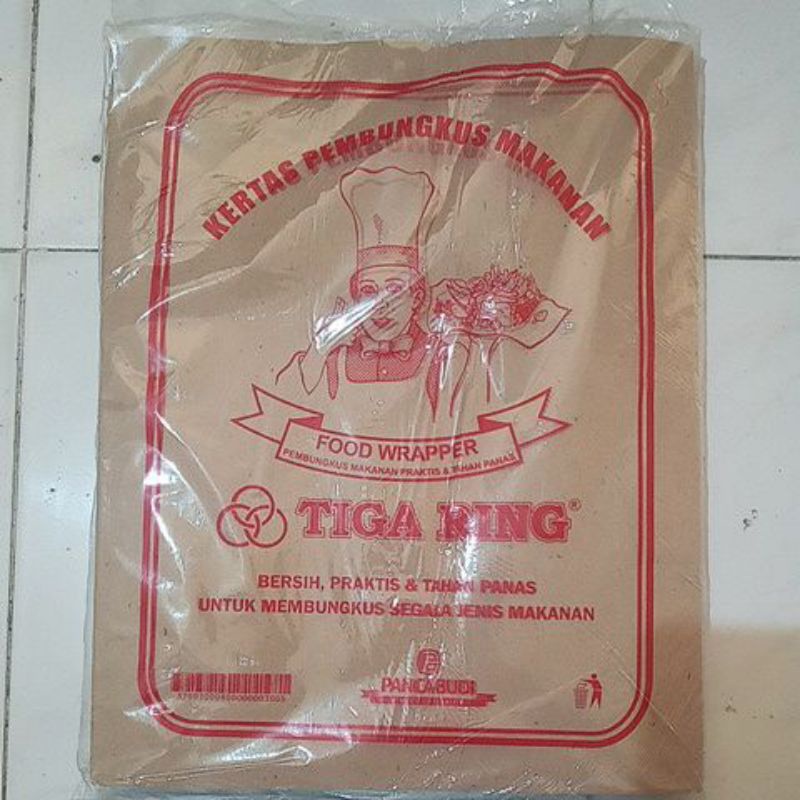 KERTAS PEMBUNGKUS MAKANAN
FOOD WRAPPER
PEMBUNGKUS MAKANAN PRAKTIS & TAHAN PANAS
TIGA RING®
BERSIH, PRAKTIS & TAHAN PANAS
UNTUK MEMBUNGKUS SEGALA JENIS MAKANAN
PANCABUDI